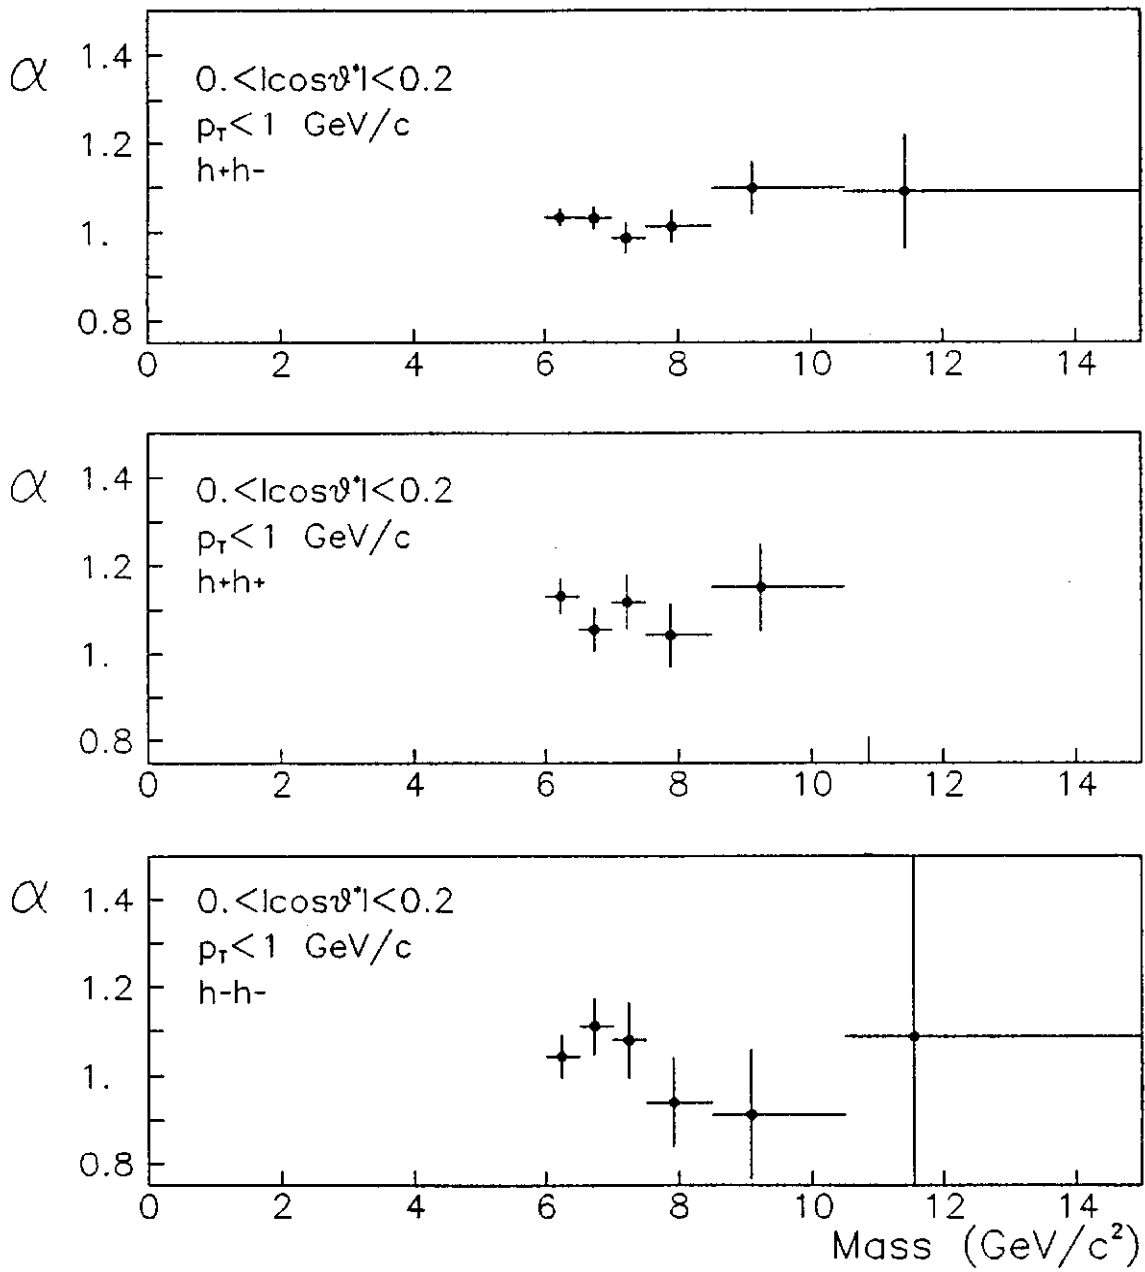 1.4
α
0.<|cosϑ*|<0.2
p_T<1 GeV/c
1.2
h+h-
1.
0.8
0 2 4 6 8 10 12 14
1.4
α
0.<|cosϑ*|<0.2
p_T<1 GeV/c
1.2
h+h+
1.
0.8
0 2 4 6 8 10 12 14
α 1.4
0.<|cosϑ*|<0.2
p_T<1 GeV/c
1.2
h-h-
1.
0.8
0 2 4 6 8 10 12 14
Mass (GeV/c²)